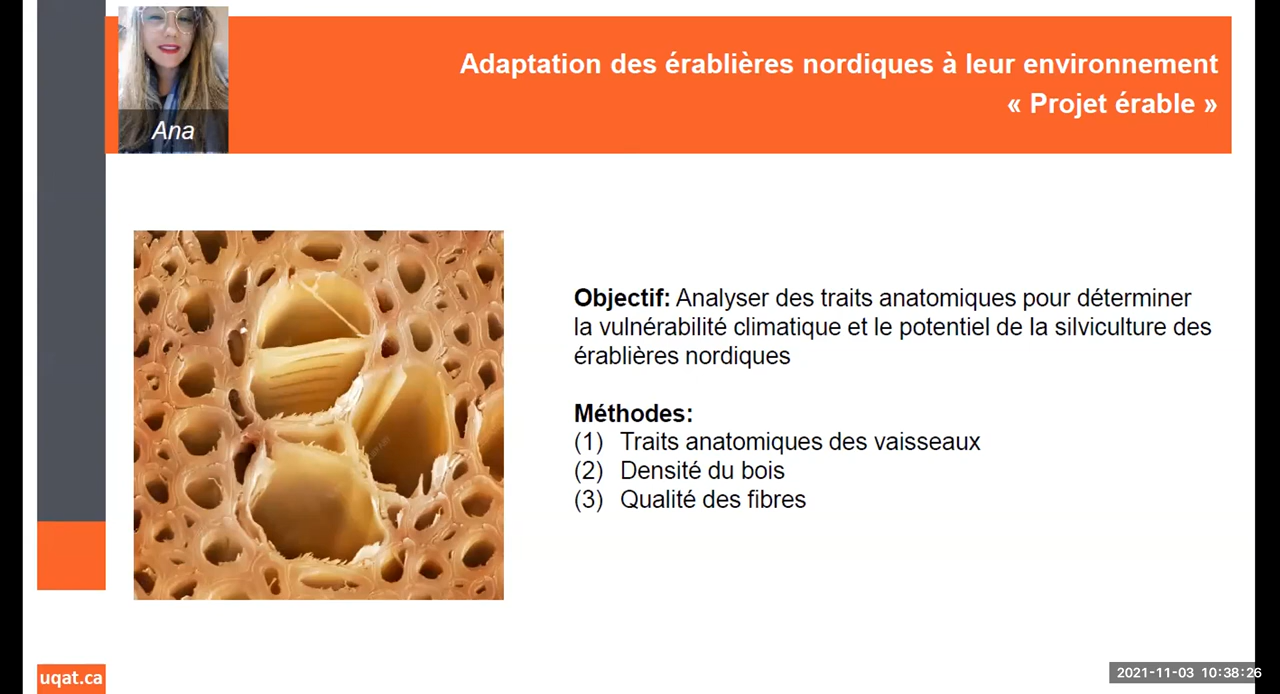 Adaptation des érablières nordiques à leur environnement
« Projet érable »
Ana
Objectif: Analyser des traits anatomiques pour déterminer
la vulnérabilité climatique et le potentiel de la silviculture des
érablières nordiques
Méthodes:
(1) Traits anatomiques des vaisseaux
(2) Densité du bois
(3) Qualité des fibres
uqat.ca
2021-11-03 10:38:26